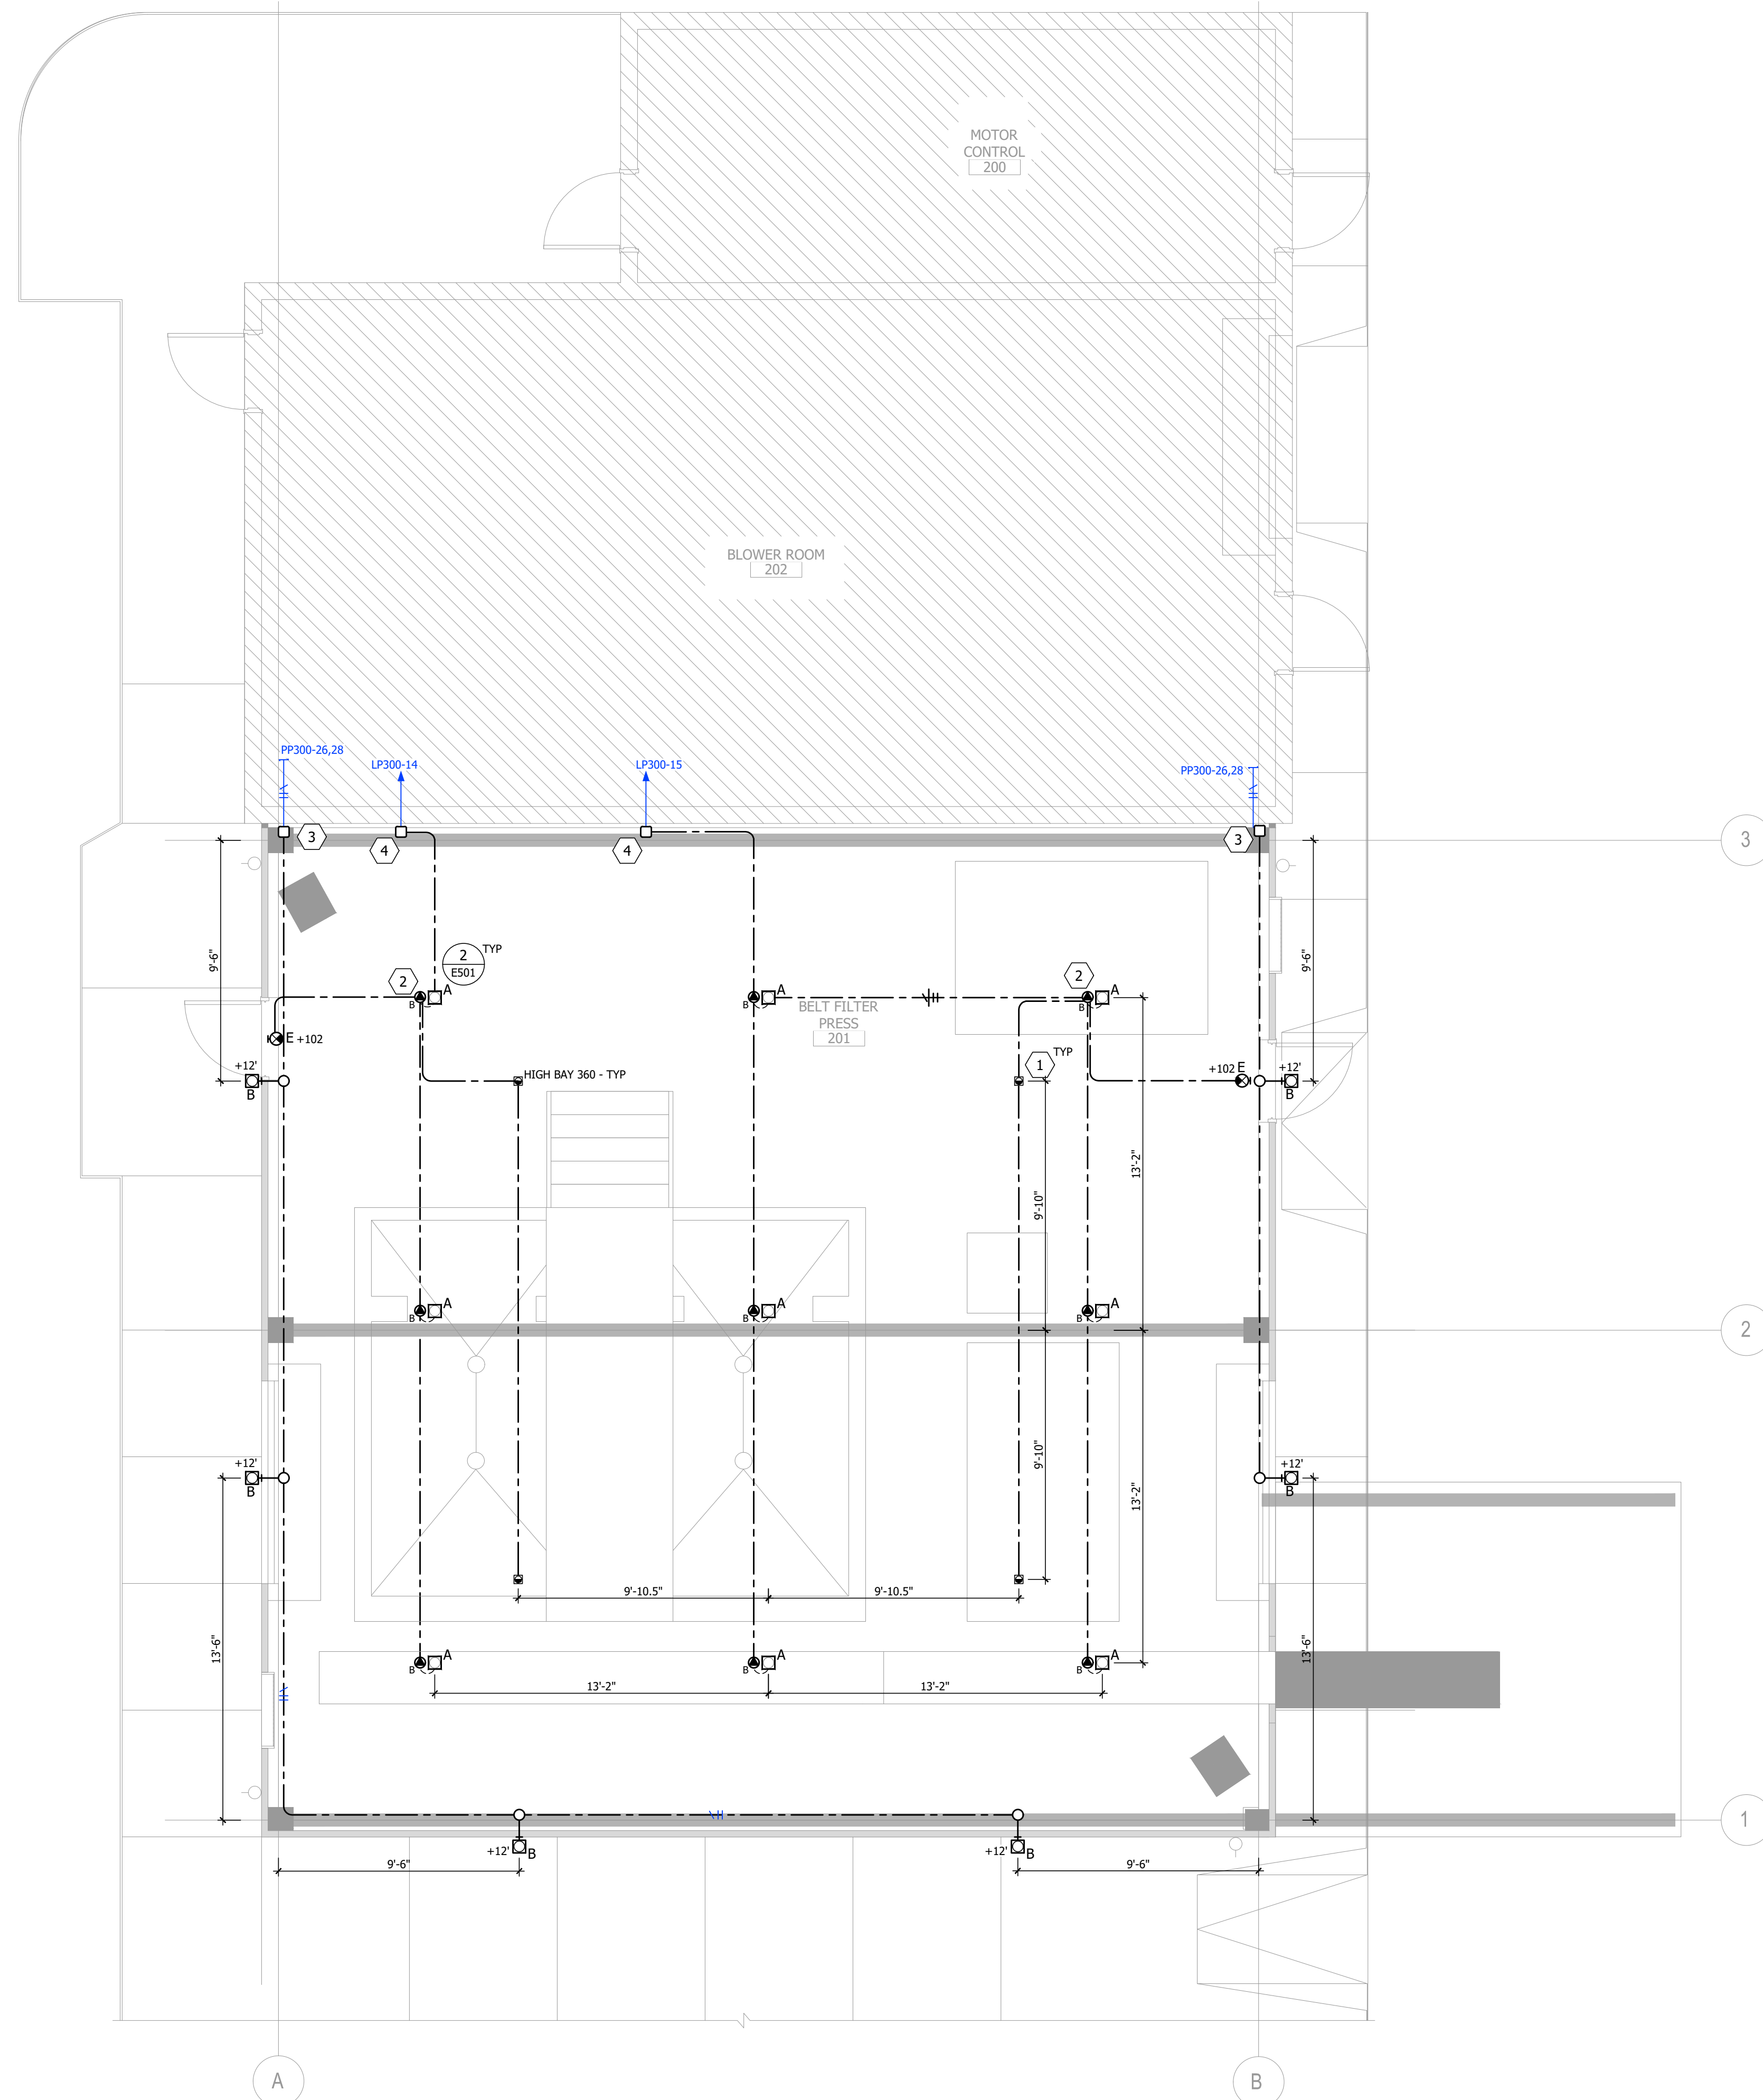 MOTOR
CONTROL
200
BLOWER ROOM
202
PP300-26,28
LP300-14
LP300-15
PP300-26,28
3
4
4
3
3
9'-6"
9'-6"
2
E501
TYP
2
2
A
B
A
B
A
B
BELT FILTER
PRESS
201
E +102
TYP
1
+12'
B
HIGH BAY 360 - TYP
+102 E
+12'
B
13'-2"
9'-10"
A
B
A
B
A
B
2
+12'
B
9'-10"
13'-2"
+12'
B
9'-10.5"
9'-10.5"
13'-6"
13'-6"
A
B
A
B
A
B
13'-2"
13'-2"
1
+12'
B
+12'
B
9'-6"
9'-6"
A
B